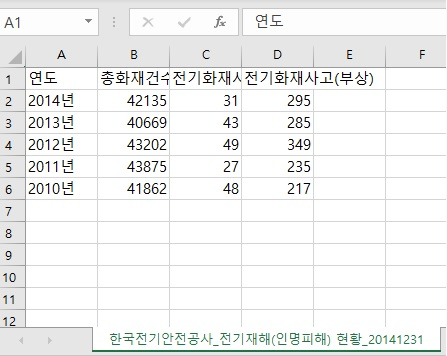 A1 fx 연도
A B C D E F
1 연도 총화재건수 전기화재사 전기화재사고(부상)
2 2014년 42135 31 295
3 2013년 40669 43 285
4 2012년 43202 49 349
5 2011년 43875 27 235
6 2010년 41862 48 217
7
8
9
10
11
12
한국전기안전공사_전기재해(인명피해) 현황_20141231